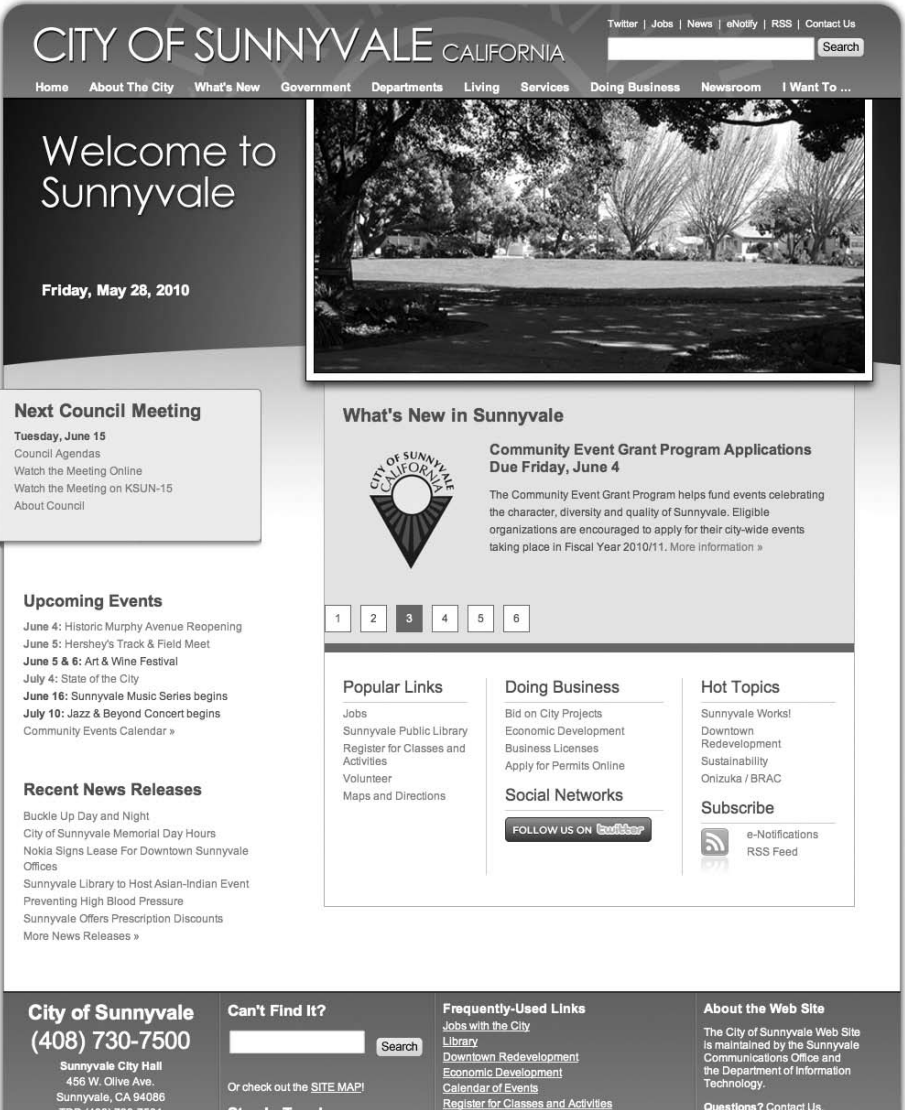 Twitter | Jobs | News | eNotify | RSS | Contact Us
CITY OF SUNNYVALE CALIFORNIA
Search
Home About The City What's New Government Departments Living Services Doing Business Newsroom I Want To ...
Welcome to
Sunnyvale
Friday, May 28, 2010
Next Council Meeting
Tuesday, June 15
Council Agendas
Watch the Meeting Online
Watch the Meeting on KSUN-15
About Council
Upcoming Events
June 4: Historic Murphy Avenue Reopening
June 5: Hershey's Track & Field Meet
June 5 & 6: Art & Wine Festival
July 4: State of the City
June 16: Sunnyvale Music Series begins
July 10: Jazz & Beyond Concert begins
Community Events Calendar »
Recent News Releases
Buckle Up Day and Night
City of Sunnyvale Memorial Day Hours
Nokia Signs Lease For Downtown Sunnyvale
Offices
Sunnyvale Library to Host Asian-Indian Event
Preventing High Blood Pressure
Sunnyvale Offers Prescription Discounts
More News Releases »
What's New in Sunnyvale
CITY OF SUNNYVALE
CALIFORNIA
Community Event Grant Program Applications
Due Friday, June 4
The Community Event Grant Program helps fund events celebrating
the character, diversity and quality of Sunnyvale. Eligible
organizations are encouraged to apply for their city-wide events
taking place in Fiscal Year 2010/11. More information »
1 2 3 4 5 6
Popular Links
Jobs
Sunnyvale Public Library
Register for Classes and
Activities
Volunteer
Maps and Directions
Doing Business
Bid on City Projects
Economic Development
Business Licenses
Apply for Permits Online
Social Networks
FOLLOW US ON twitter
Hot Topics
Sunnyvale Works!
Downtown
Redevelopment
Sustainability
Onizuka / BRAC
Subscribe
e-Notifications
RSS Feed
City of Sunnyvale
(408) 730-7500
Sunnyvale City Hall
456 W. Olive Ave.
Sunnyvale, CA 94086
Can't Find It?
Search
Or check out the SITE MAP!
Frequently-Used Links
Jobs with the City
Library
Downtown Redevelopment
Economic Development
Calendar of Events
Register for Classes and Activities
About the Web Site
The City of Sunnyvale Web Site
is maintained by the Sunnyvale
Communications Office and
the Department of Information
Technology.
Questions? Contact Us